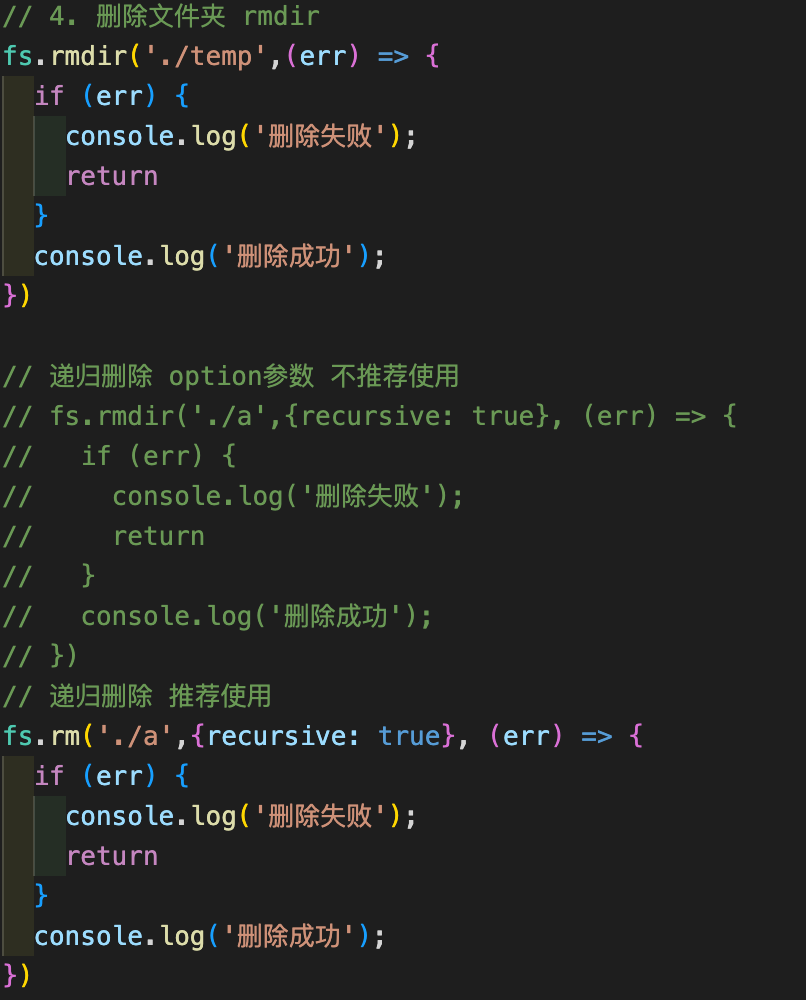 // 4. 删除文件夹 rmdir
fs.rmdir('./temp',(err) => {
  if (err) {
    console.log('删除失败');
    return
  }
  console.log('删除成功');
})

// 递归删除 option参数 不推荐使用
// fs.rmdir('./a',{recursive: true}, (err) => {
//   if (err) {
//     console.log('删除失败');
//     return
//   }
//   console.log('删除成功');
// })
// 递归删除 推荐使用
fs.rm('./a',{recursive: true}, (err) => {
  if (err) {
    console.log('删除失败');
    return
  }
  console.log('删除成功');
})